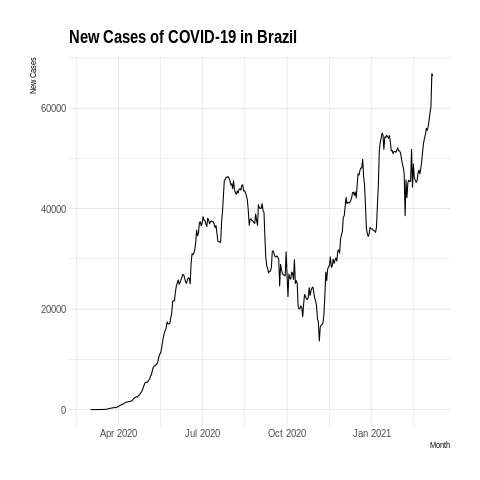 New Cases of COVID-19 in Brazil
New Cases
60000
40000
20000
0
Apr 2020
Jul 2020
Oct 2020
Jan 2021
Month